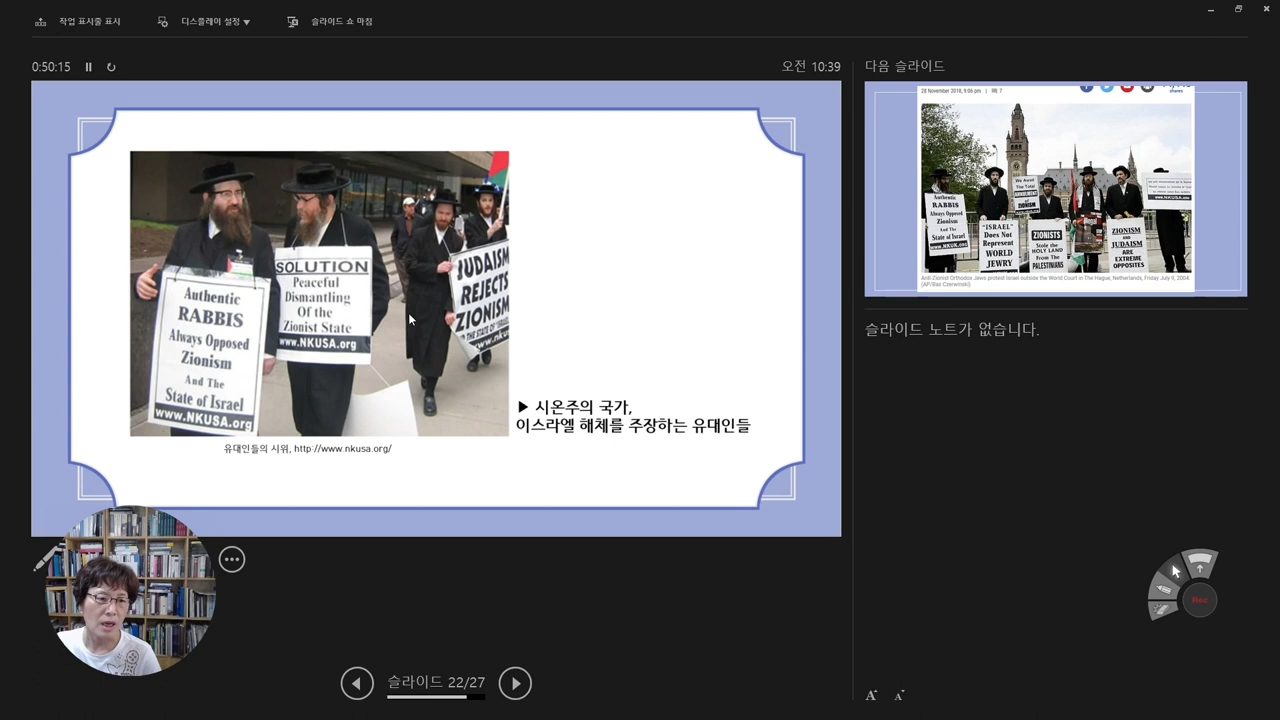 작업 표시줄 표시
디스플레이 설정 ▼
슬라이드 쇼 마침
0:50:15
오전 10:39
Authentic
RABBIS
Always Opposed
Zionism
And The
State of Israel
www.NKUSA.org
SOLUTION
Peaceful
Dismantling
Of the
Zionist State
www.NKUSA.org
JUDAISM
REJECTS
ZIONISM
▶ 시온주의 국가,
이스라엘 해체를 주장하는 유대인들
유대인들의 시위, http://www.nkusa.org/
슬라이드 22/27
다음 슬라이드
28 November 2018, 9:06 pm | 7
shares
Authentic
RABBIS
Always Opposed
Zionism
And The
State of Israel
www.NKUSA.org
"ISRAEL"
Does Not
Represent
WORLD
JEWRY
We Await
The Total
ZIONISTS
Stole the
HOLY LAND
From The
PALESTINIANS
ZIONISM
and
JUDAISM
ARE
EXTREME
OPPOSITES
Anti-Zionist Orthodox Jews protest Israel outside the World Court in The Hague, Netherlands, Friday July 9, 2004.
(AP/Bas Czerwinski)
슬라이드 노트가 없습니다.
Rec
A A